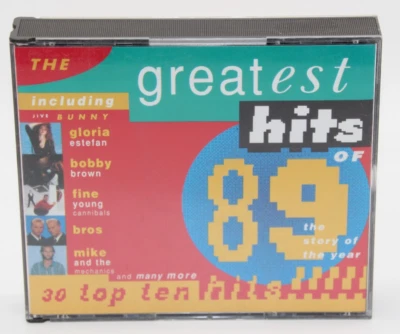 THE greatest
including
JIVE BUNNY
hits
OF
gloria
estefan
bobby
brown
fine
young
cannibals
bros
mike
and the
mechanics
89
the
story of
the year
and many more
30 top ten hits